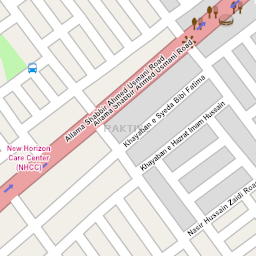 Allama Shabbir Ahmed Usmani Road
Allama Shabbir Ahmed Usmani Road
Khayaban e Syeda Bibi Fatima
Khayaban e Hazrat Imam Hussain
New Horizon
Care Center
(NHCC)
Nasir Hussain Zaidi Road